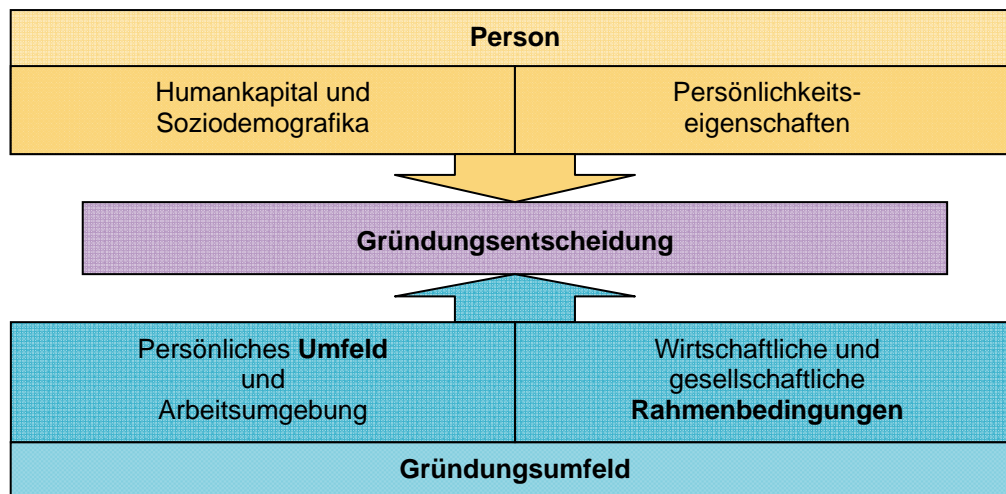 Person
Humankapital und
Soziodemografika
Persönlichkeits-
eigenschaften
Gründungsentscheidung
Persönliches Umfeld
und
Arbeitsumgebung
Wirtschaftliche und
gesellschaftliche
Rahmenbedingungen
Gründungsumfeld